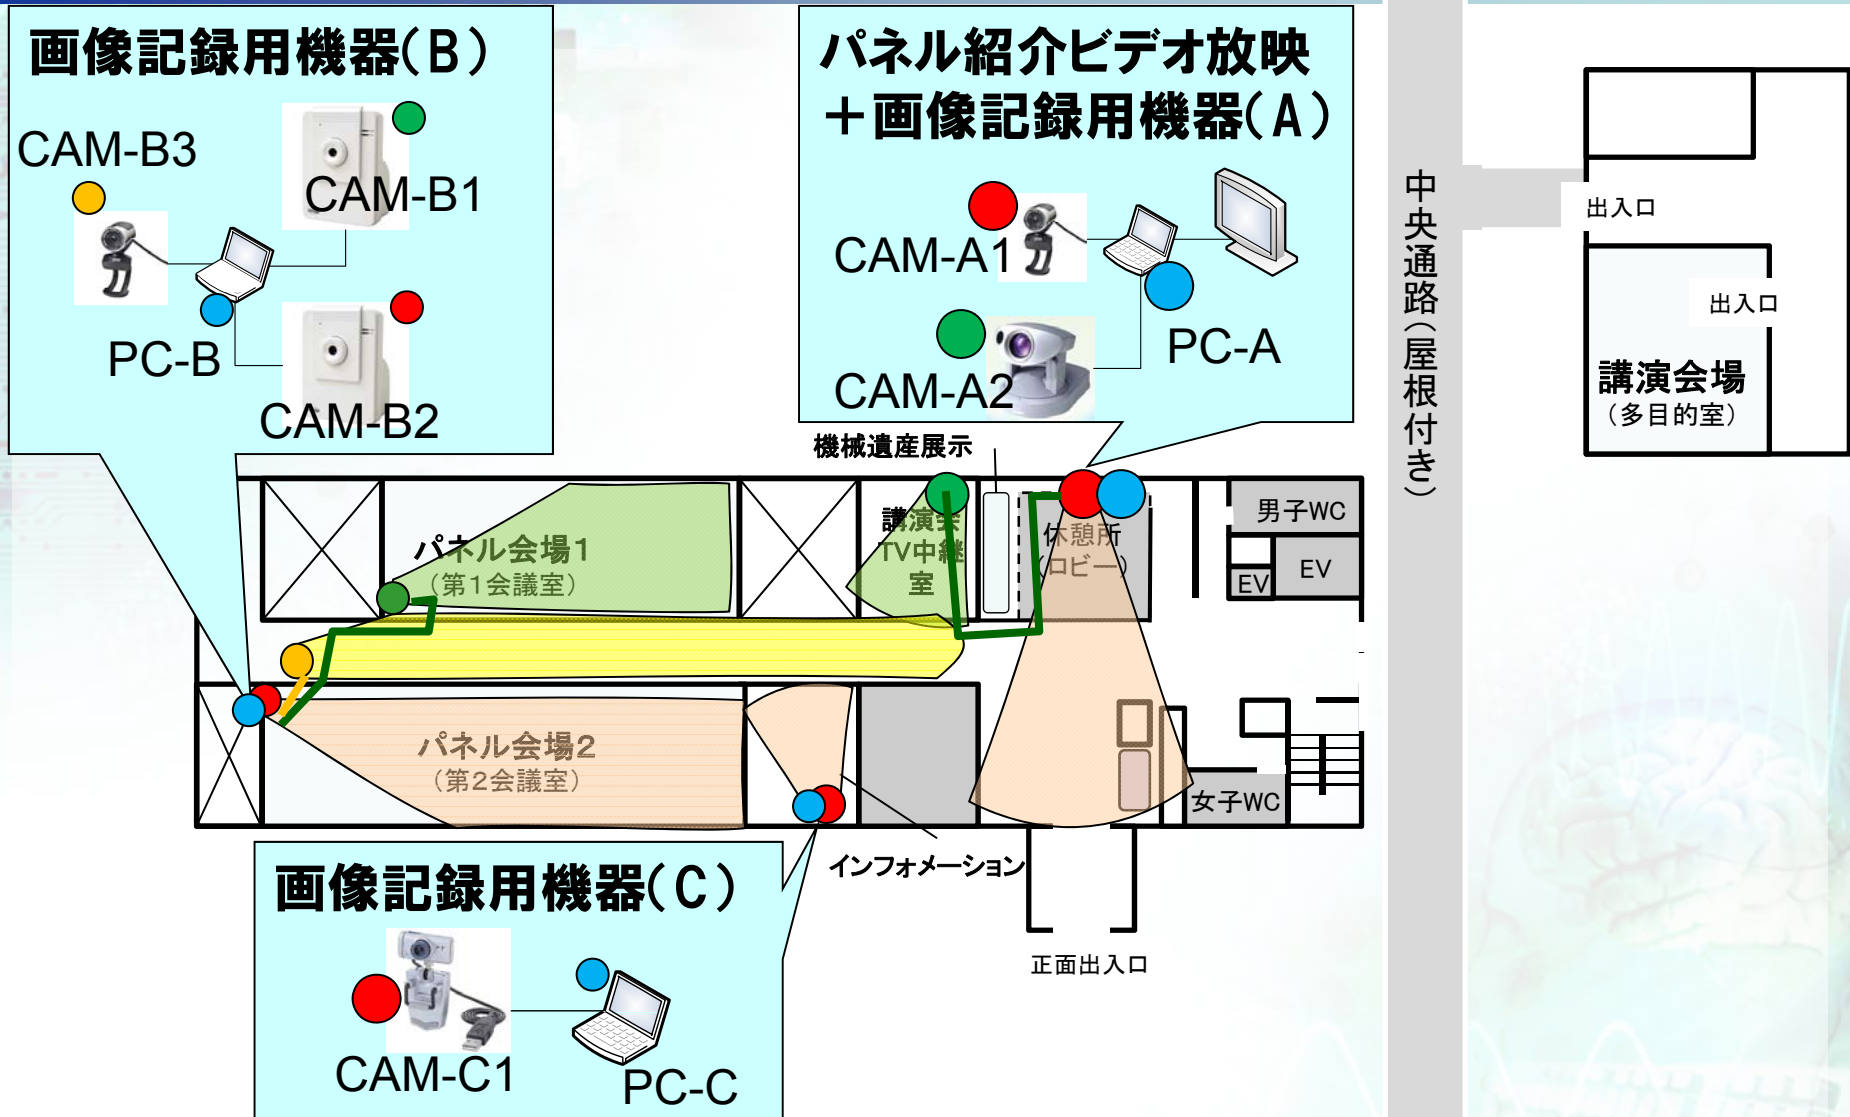 画像記録用機器(B)
CAM-B3
CAM-B1
PC-B
CAM-B2
パネル紹介ビデオ放映
＋画像記録用機器(A)
CAM-A1
PC-A
CAM-A2
機械遺産展示
中央通路（屋根付き）
出入口
出入口
講演会場
（多目的室）
パネル会場1
（第1会議室）
講演会
TV中継
室
休憩所
（ロビー）
男子WC
EV
EV
パネル会場2
（第2会議室）
女子WC
インフォメーション
正面出入口
画像記録用機器(C)
CAM-C1
PC-C